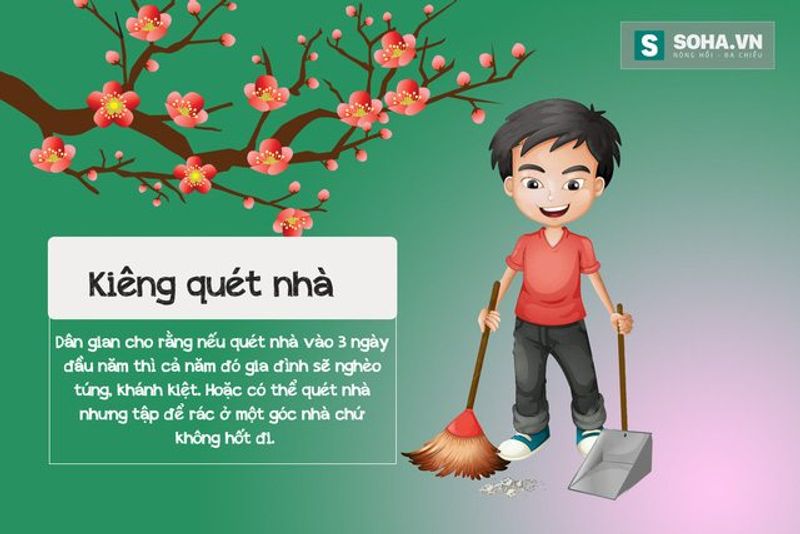 SOHA.VN
NÓNG HỔI - ĐA CHIỀU
Kiêng quét nhà
Dân gian cho rằng nếu quét nhà vào 3 ngày
đầu năm thì cả năm đó gia đình sẽ nghèo
túng, khánh kiệt. Hoặc có thể quét nhà
nhưng tập để rác ở một góc nhà chứ
không hốt đi.